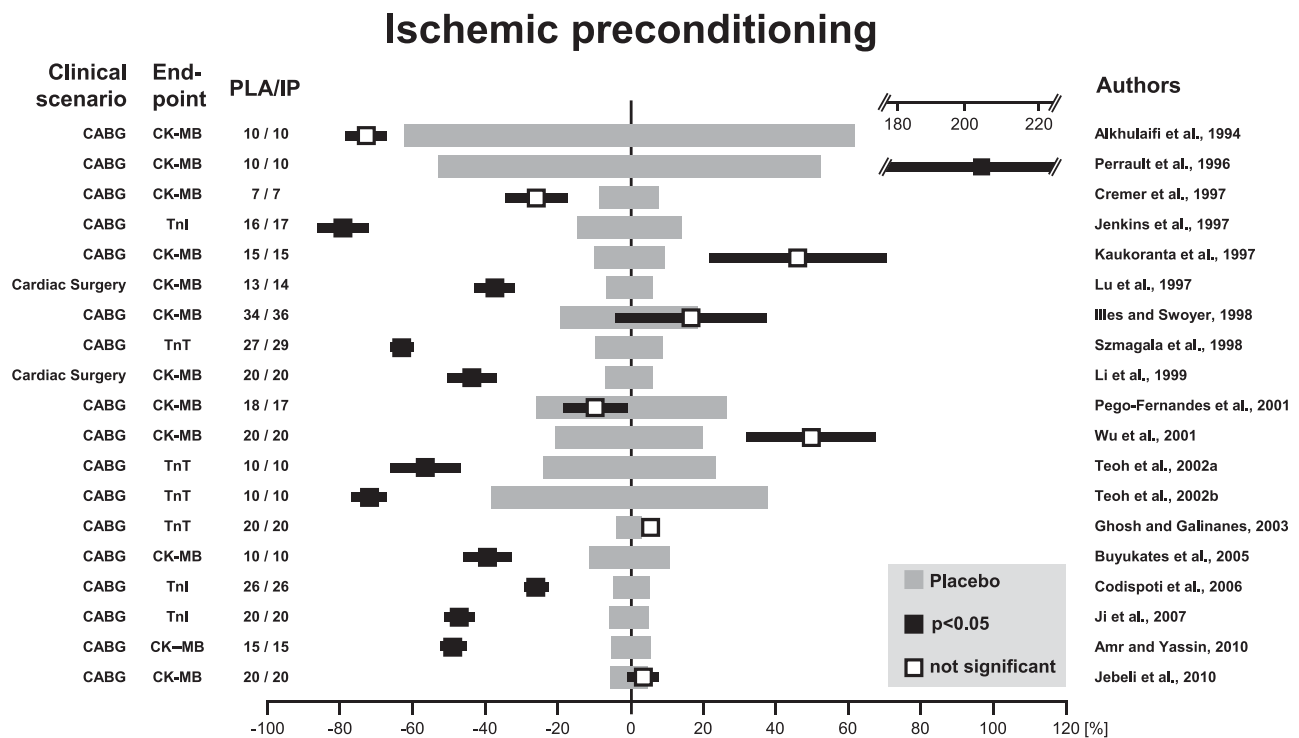 Ischemic preconditioning
Clinical scenario End-point PLA/IP Authors
180 200 220
CABG CK-MB 10 / 10 Alkhulaifi et al., 1994
CABG CK-MB 10 / 10 Perrault et al., 1996
CABG CK-MB 7 / 7 Cremer et al., 1997
CABG TnI 16 / 17 Jenkins et al., 1997
CABG CK-MB 15 / 15 Kaukoranta et al., 1997
Cardiac Surgery CK-MB 13 / 14 Lu et al., 1997
CABG CK-MB 34 / 36 Illes and Swoyer, 1998
CABG TnT 27 / 29 Szmagala et al., 1998
Cardiac Surgery CK-MB 20 / 20 Li et al., 1999
CABG CK-MB 18 / 17 Pego-Fernandes et al., 2001
CABG CK-MB 20 / 20 Wu et al., 2001
CABG TnT 10 / 10 Teoh et al., 2002a
CABG TnT 10 / 10 Teoh et al., 2002b
CABG TnT 20 / 20 Ghosh and Galinanes, 2003
CABG CK-MB 10 / 10 Buyukates et al., 2005
CABG TnI 26 / 26 Codispoti et al., 2006
CABG TnI 20 / 20 Ji et al., 2007
CABG CK–MB 15 / 15 Amr and Yassin, 2010
CABG CK-MB 20 / 20 Jebeli et al., 2010
Placebo
p<0.05
not significant
-100 -80 -60 -40 -20 0 20 40 60 80 100 120 [%]